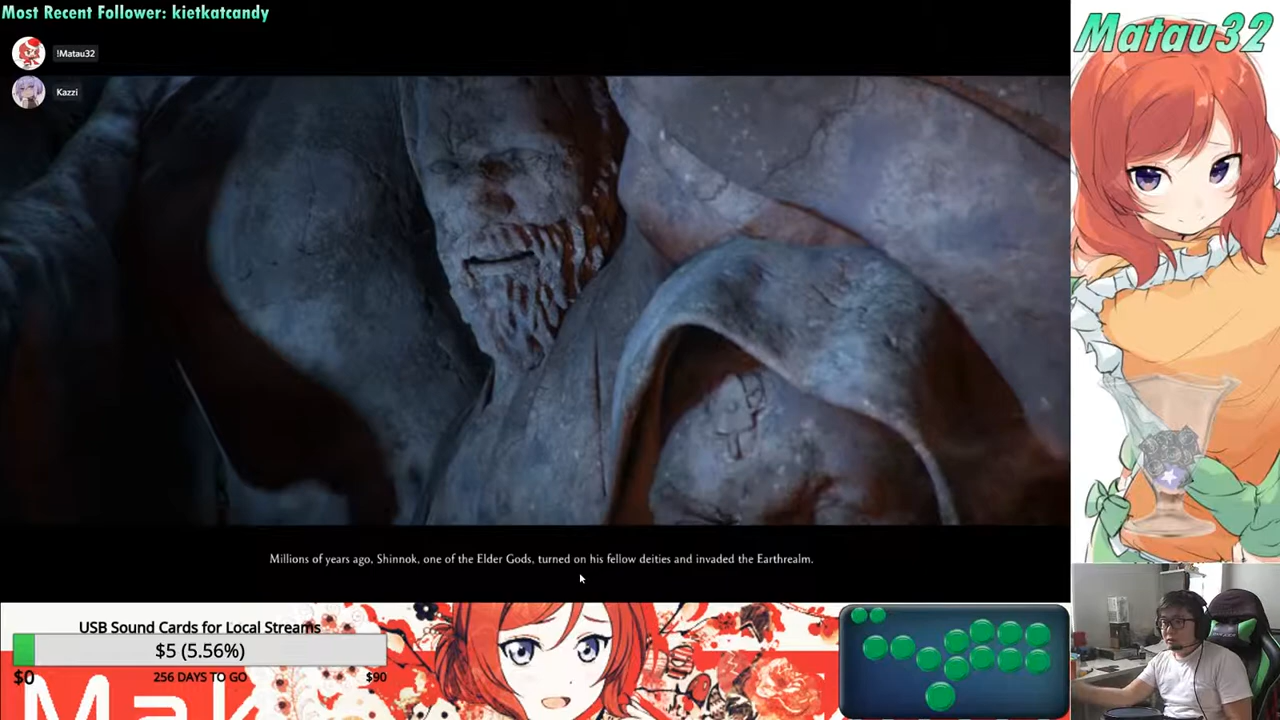 Most Recent Follower: kietkatcandy
Matau32
!Matau32
Kazzi
Millions of years ago, Shinnok, one of the Elder Gods, turned on his fellow deities and invaded the Earthrealm.
USB Sound Cards for Local Streams
$5 (5.56%)
$0
256 DAYS TO GO
$90
Mak